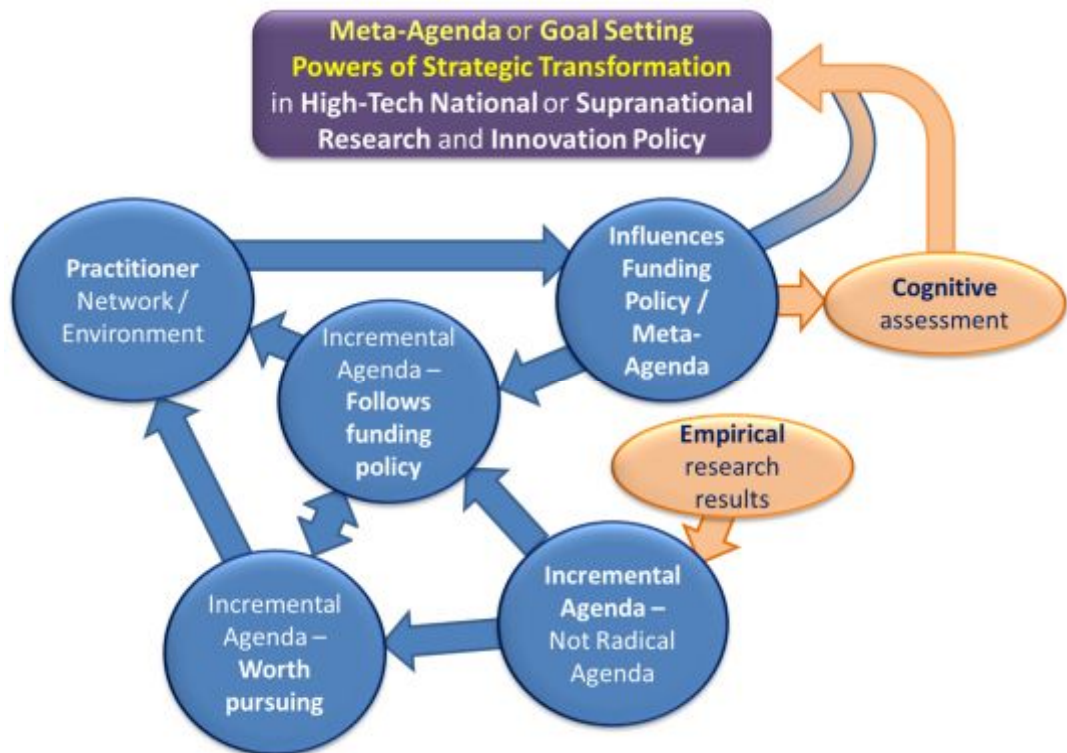 Meta-Agenda or Goal Setting
Powers of Strategic Transformation
in High-Tech National or Supranational
Research and Innovation Policy
Practitioner
Network /
Environment
Influences
Funding
Policy /
Meta-
Agenda
Cognitive
assessment
Incremental
Agenda –
Follows
funding
policy
Empirical
research
results
Incremental
Agenda –
Worth
pursuing
Incremental
Agenda –
Not Radical
Agenda